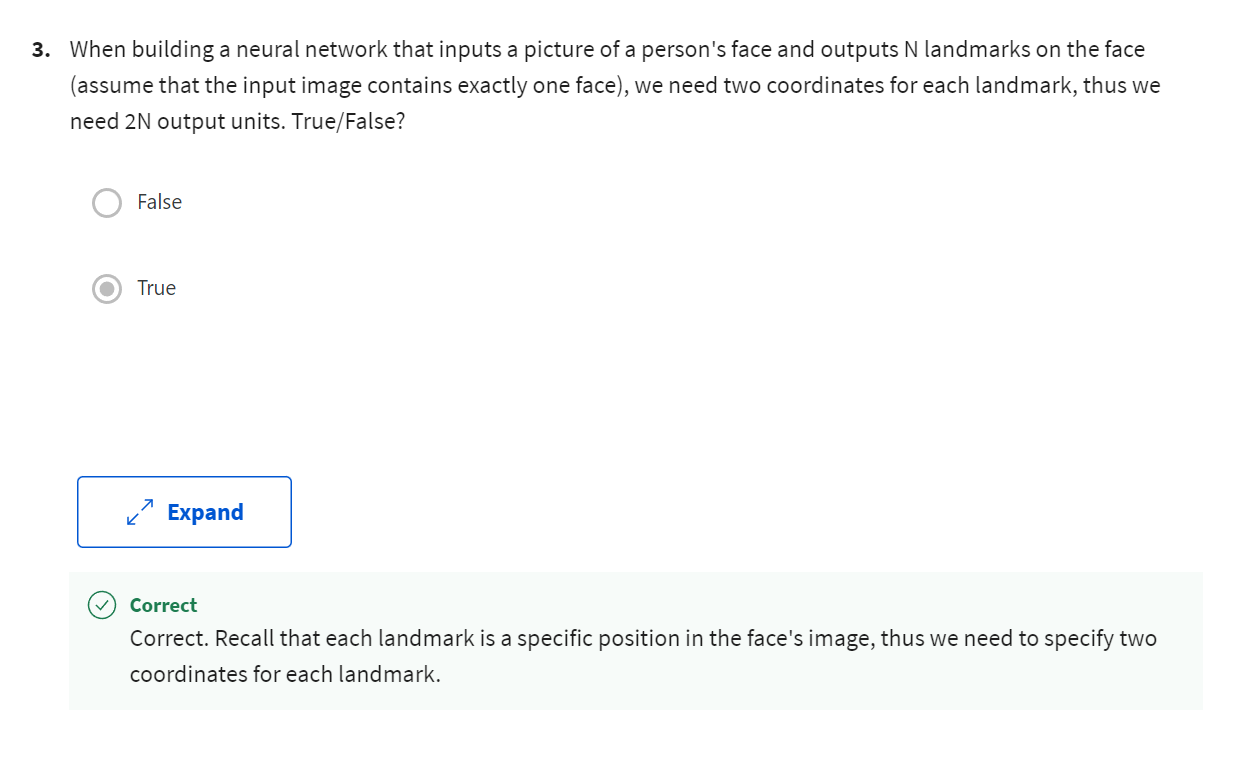 3. When building a neural network that inputs a picture of a person's face and outputs N landmarks on the face
(assume that the input image contains exactly one face), we need two coordinates for each landmark, thus we
need 2N output units. True/False?
False
True
Expand
Correct
Correct. Recall that each landmark is a specific position in the face's image, thus we need to specify two
coordinates for each landmark.